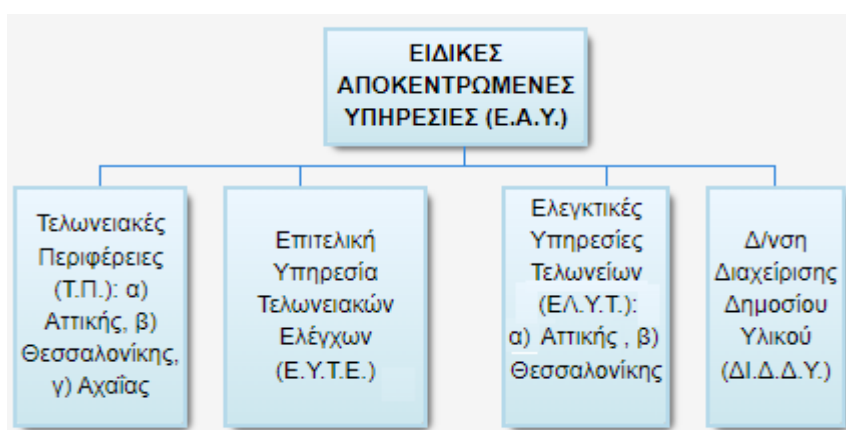 ΕΙΔΙΚΕΣ
ΑΠΟΚΕΝΤΡΩΜΕΝΕΣ
ΥΠΗΡΕΣΙΕΣ (Ε.Α.Υ.)
Τελωνειακές
Περιφέρειες
(Τ.Π.): α)
Αττικής, β)
Θεσσαλονίκης,
γ) Αχαΐας
Επιτελική
Υπηρεσία
Τελωνειακών
Ελέγχων
(Ε.Υ.Τ.Ε.)
Ελεγκτικές
Υπηρεσίες
Τελωνείων
(ΕΛ.Υ.Τ.):
α) Αττικής , β)
Θεσσαλονίκης
Δ/νση
Διαχείρισης
Δημοσίου
Υλικού
(ΔΙ.Δ.Δ.Υ.)